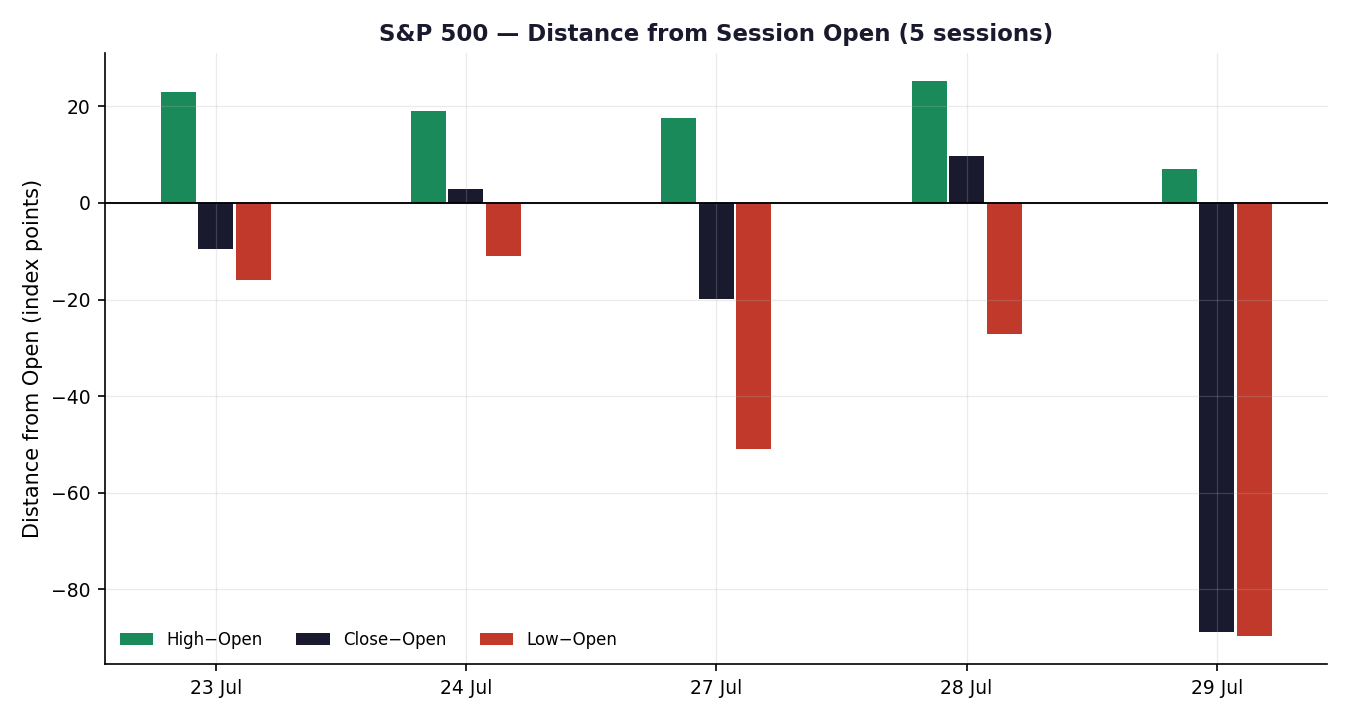 S&P 500 — Distance from Session Open (5 sessions)
Distance from Open (index points)
20
0
−20
−40
−60
−80
High−Open
Close−Open
Low−Open
23 Jul
24 Jul
27 Jul
28 Jul
29 Jul